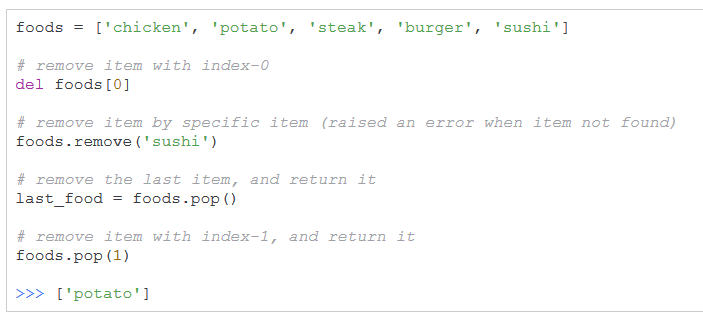 foods = ['chicken', 'potato', 'steak', 'burger', 'sushi']
# remove item with index-0
del foods[0]
# remove item by specific item (raised an error when item not found)
foods.remove('sushi')
# remove the last item, and return it
last_food = foods.pop()
# remove item with index-1, and return it
foods.pop(1)
>>> ['potato']